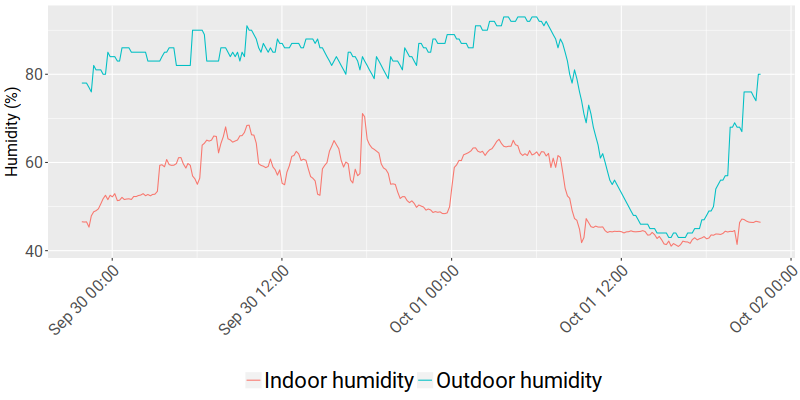 Humidity (%)
80
60
40
Sep 30 00:00
Sep 30 12:00
Oct 01 00:00
Oct 01 12:00
Oct 02 00:00
Indoor humidity
Outdoor humidity